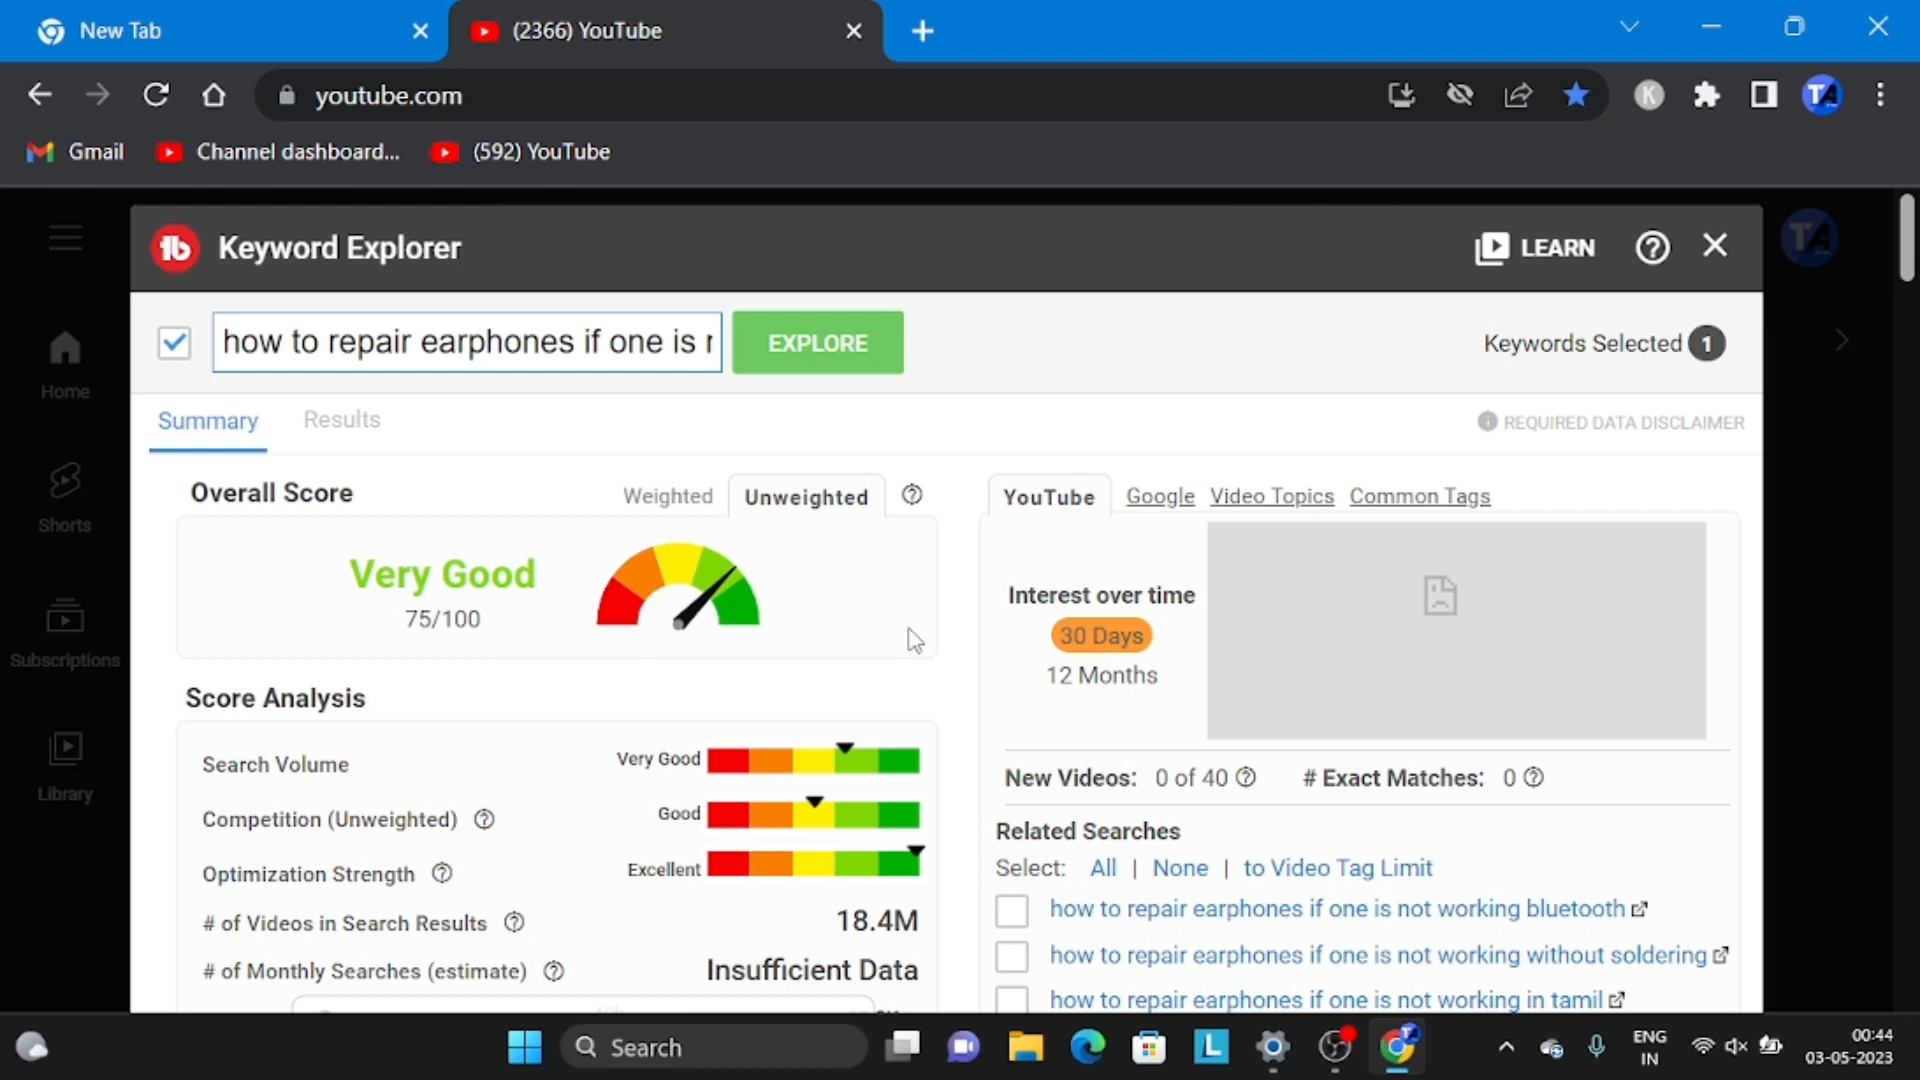 New Tab
(2366) YouTube
youtube.com
K
TA
Gmail
Channel dashboard...
(592) YouTube
tb Keyword Explorer
LEARN
how to repair earphones if one is
EXPLORE
Keywords Selected 1
Home
Summary
Results
REQUIRED DATA DISCLAIMER
Shorts
Overall Score
Weighted
Unweighted
YouTube
Google
Video Topics
Common Tags
Very Good
75/100
Interest over time
30 Days
12 Months
Subscriptions
Score Analysis
Search Volume
Very Good
New Videos: 0 of 40
# Exact Matches: 0
Library
Competition (Unweighted)
Good
Related Searches
Optimization Strength
Excellent
Select: All | None | to Video Tag Limit
# of Videos in Search Results
18.4M
how to repair earphones if one is not working bluetooth
how to repair earphones if one is not working without soldering
# of Monthly Searches (estimate)
Insufficient Data
how to repair earphones if one is not working in tamil
Search
L
ENG
IN
00:44
03-05-2023